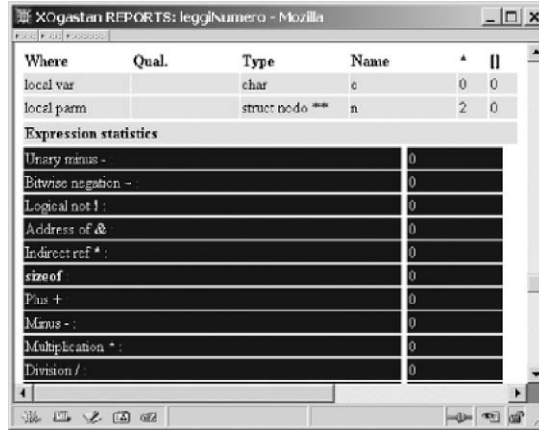 XOgastan REPORTS: leggiNumero - Mozilla
Where Qual. Type Name * []
local var char c 0 0
local parm struct nodo ** n 2 0
Expression statistics
Unary minus - : 0
Bitwise negation ~ : 0
Logical not ! : 0
Address of & : 0
Indirect ref * : 0
sizeof : 0
Plus + : 0
Minus - : 0
Multiplication * : 0
Division / : 0